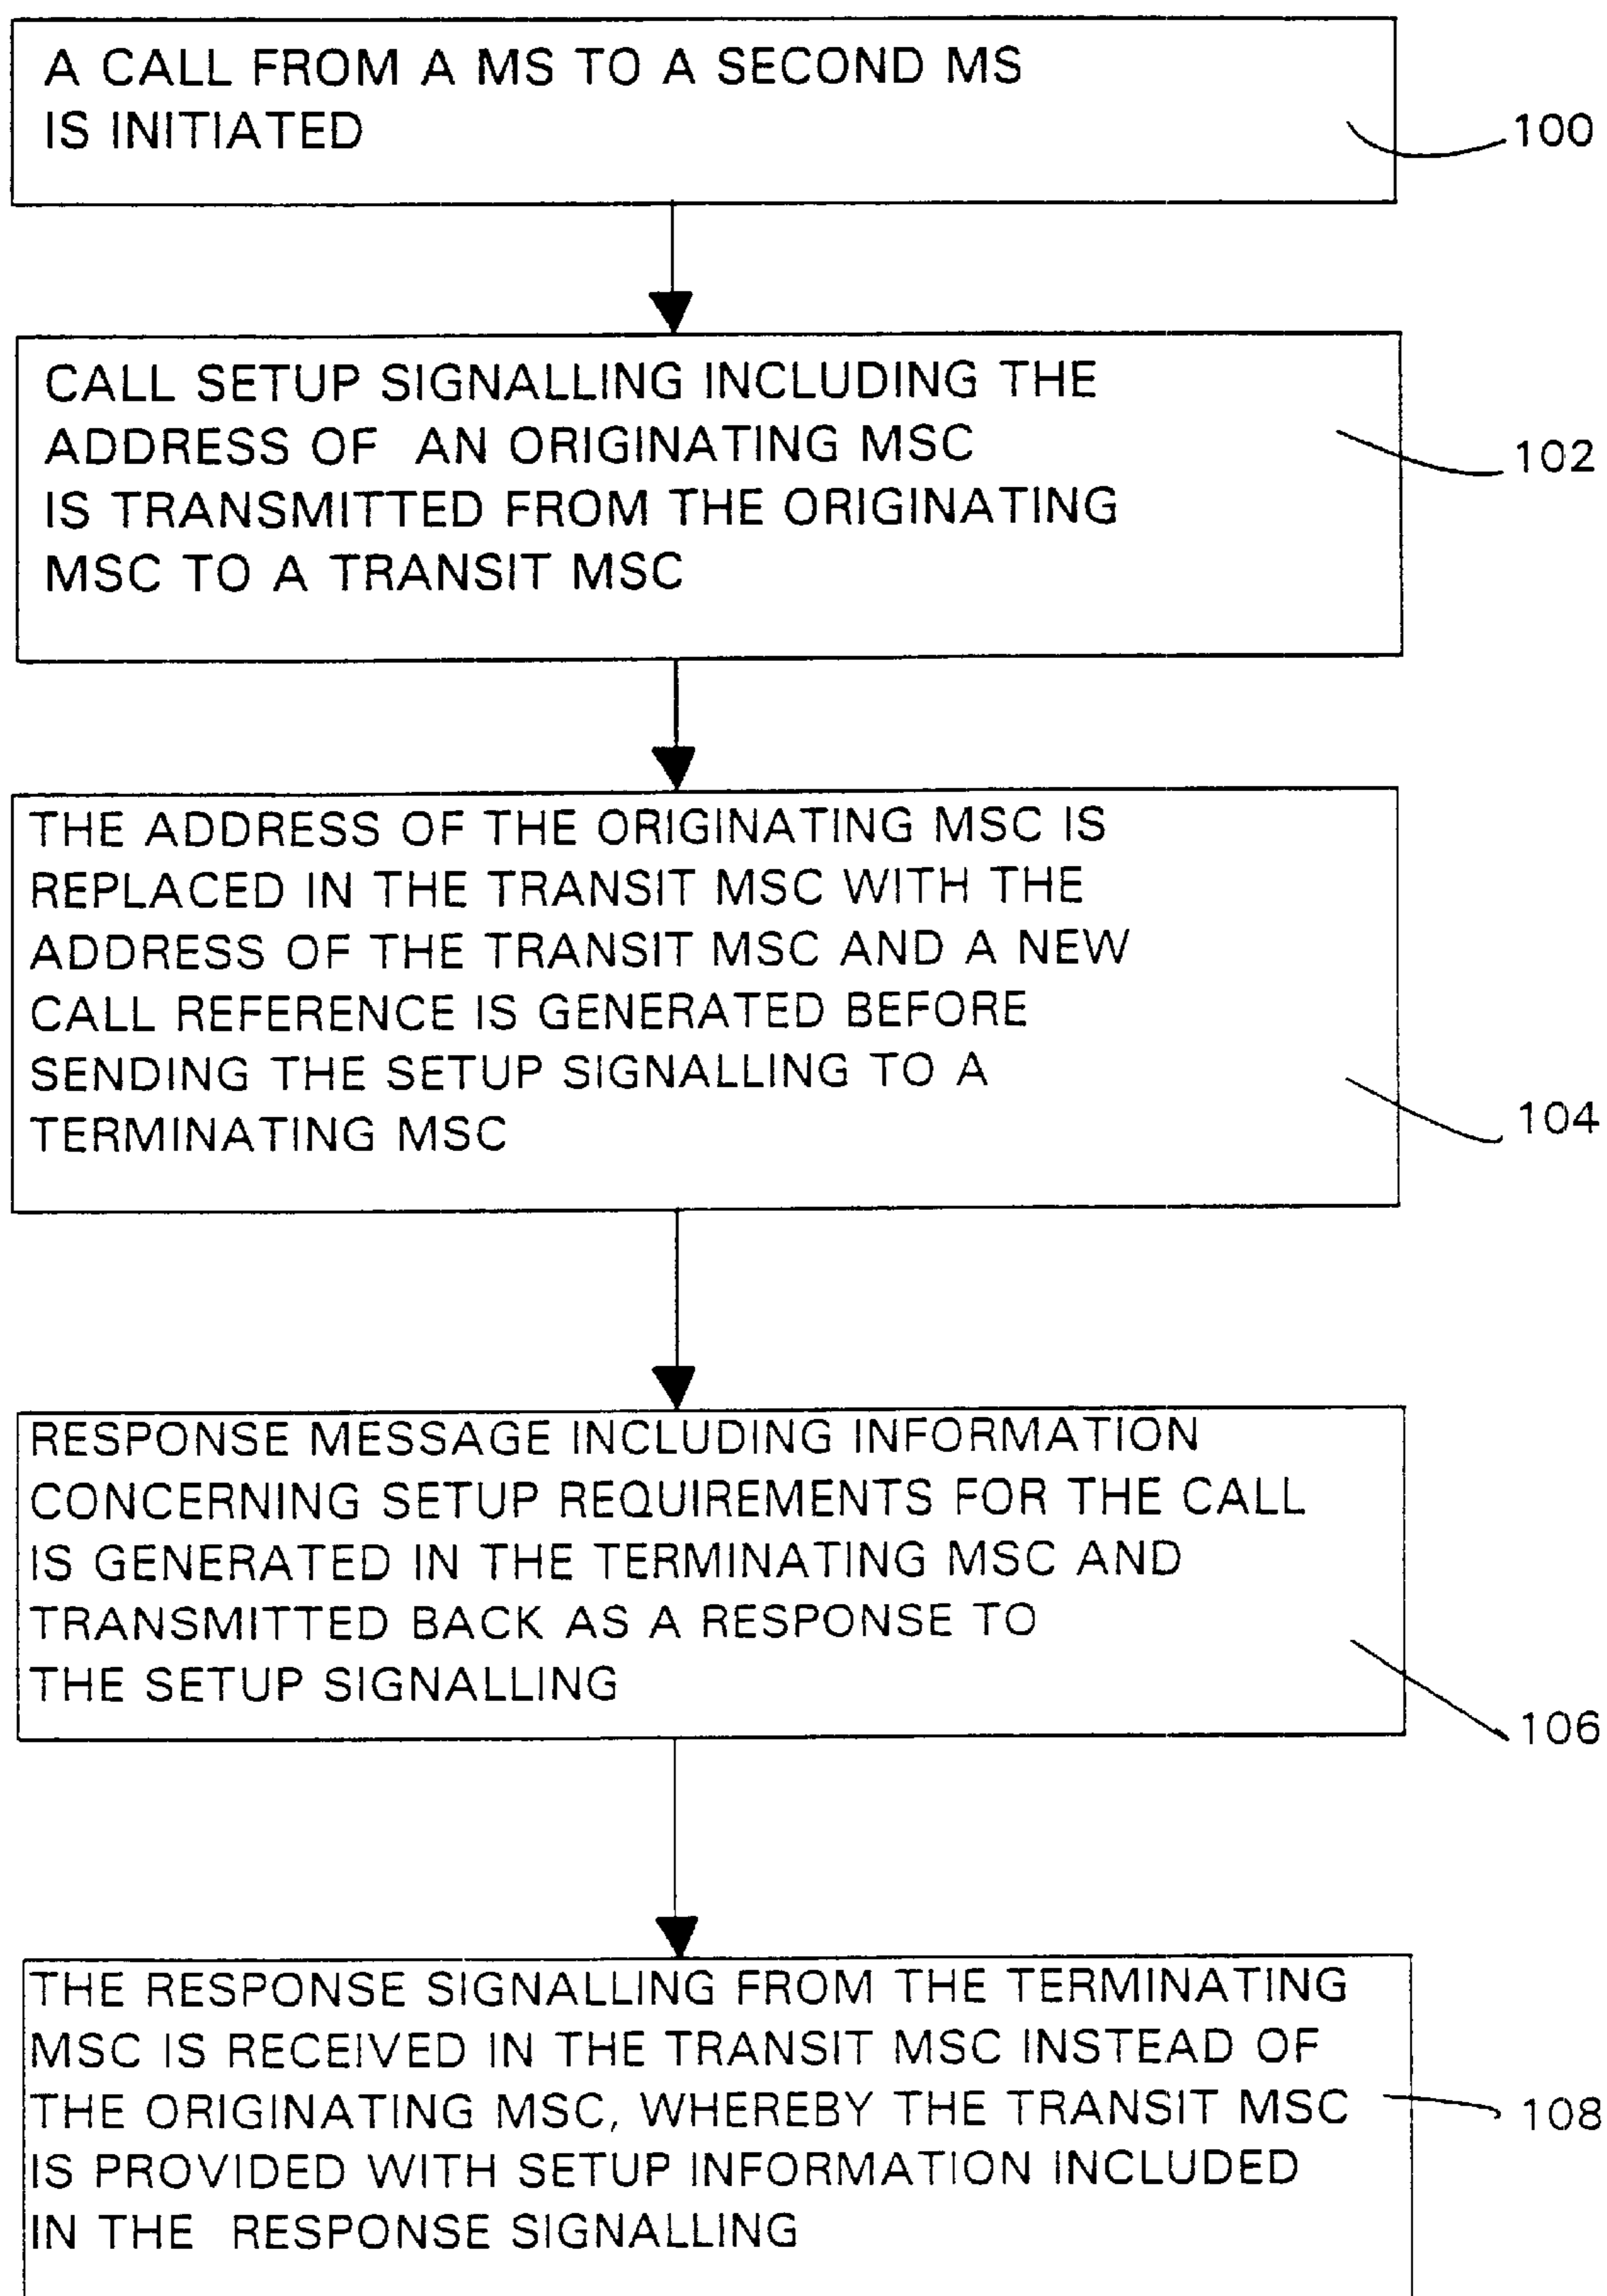 A CALL FROM A MS TO A SECOND MS
IS INITIATED
100
CALL SETUP SIGNALLING INCLUDING THE
ADDRESS OF AN ORIGINATING MSC
IS TRANSMITTED FROM THE ORIGINATING
MSC TO A TRANSIT MSC
102
THE ADDRESS OF THE ORIGINATING MSC IS
REPLACED IN THE TRANSIT MSC WITH THE
ADDRESS OF THE TRANSIT MSC AND A NEW
CALL REFERENCE IS GENERATED BEFORE
SENDING THE SETUP SIGNALLING TO A
TERMINATING MSC
104
RESPONSE MESSAGE INCLUDING INFORMATION
CONCERNING SETUP REQUIREMENTS FOR THE CALL
IS GENERATED IN THE TERMINATING MSC AND
TRANSMITTED BACK AS A RESPONSE TO
THE SETUP SIGNALLING
106
THE RESPONSE SIGNALLING FROM THE TERMINATING
MSC IS RECEIVED IN THE TRANSIT MSC INSTEAD OF
THE ORIGINATING MSC, WHEREBY THE TRANSIT MSC
IS PROVIDED WITH SETUP INFORMATION INCLUDED
IN THE RESPONSE SIGNALLING
108